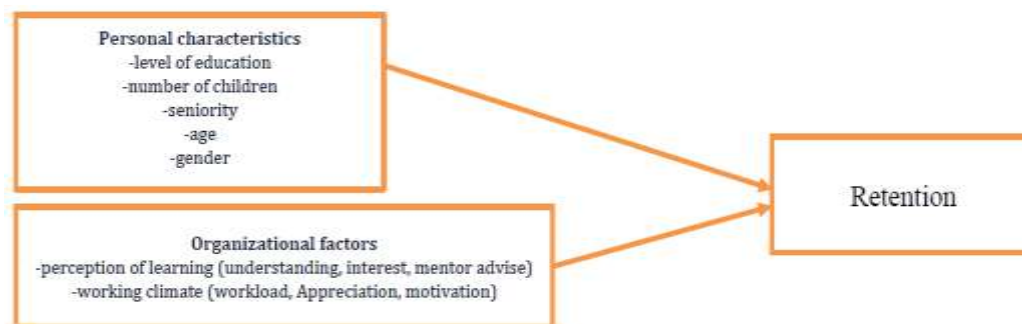 Personal characteristics
-level of education
-number of children
-seniority
-age
-gender
Retention
Organizational factors
-perception of learning (understanding, interest, mentor advise)
-working climate (workload, Appreciation, motivation)